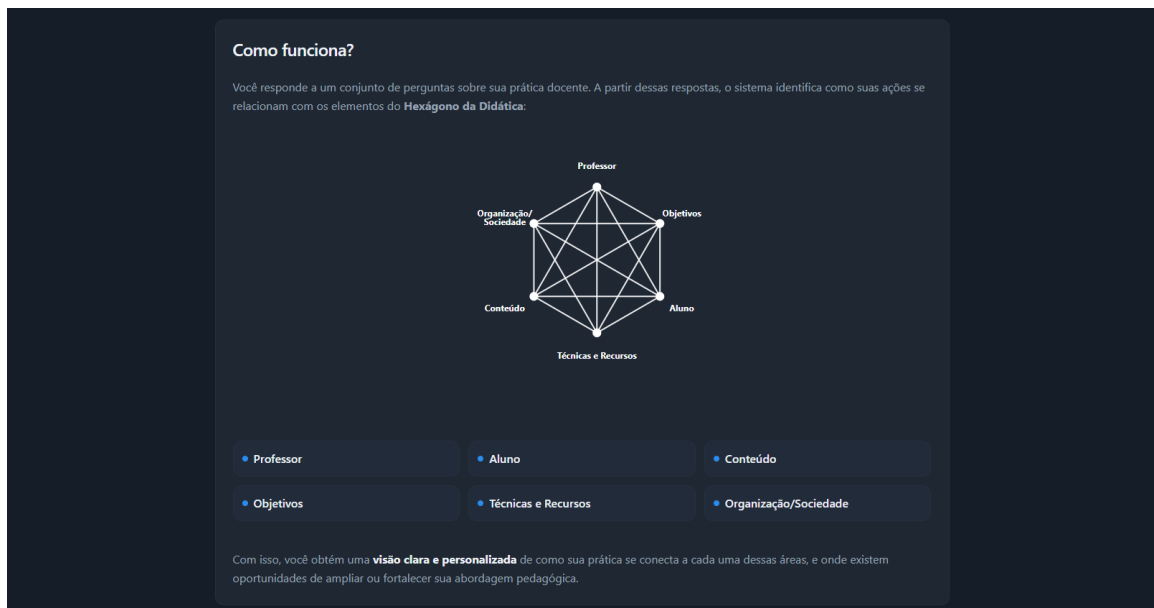 Como funciona?
Você responde a um conjunto de perguntas sobre sua prática docente. A partir dessas respostas, o sistema identifica como suas ações se
relacionam com os elementos do Hexágono da Didática:
Professor
Organização/
Sociedade
Objetivos
Conteúdo
Aluno
Técnicas e Recursos
Professor
Aluno
Conteúdo
Objetivos
Técnicas e Recursos
Organização/Sociedade
Com isso, você obtém uma visão clara e personalizada de como sua prática se conecta a cada uma dessas áreas, e onde existem
oportunidades de ampliar ou fortalecer sua abordagem pedagógica.